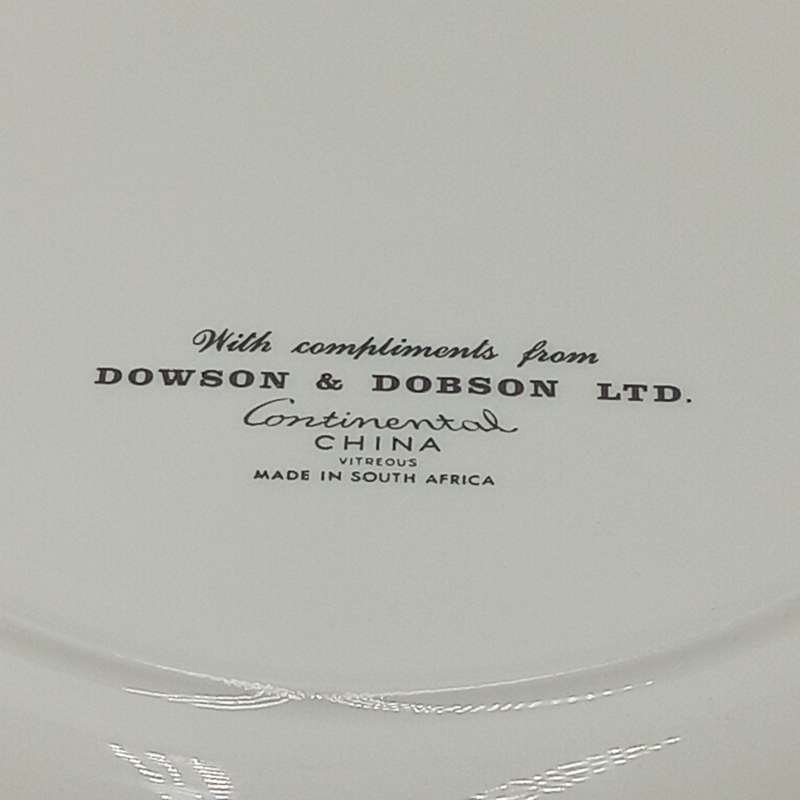 With compliments from
DOWSON & DOBSON LTD.
Continental
CHINA
VITREOUS
MADE IN SOUTH AFRICA